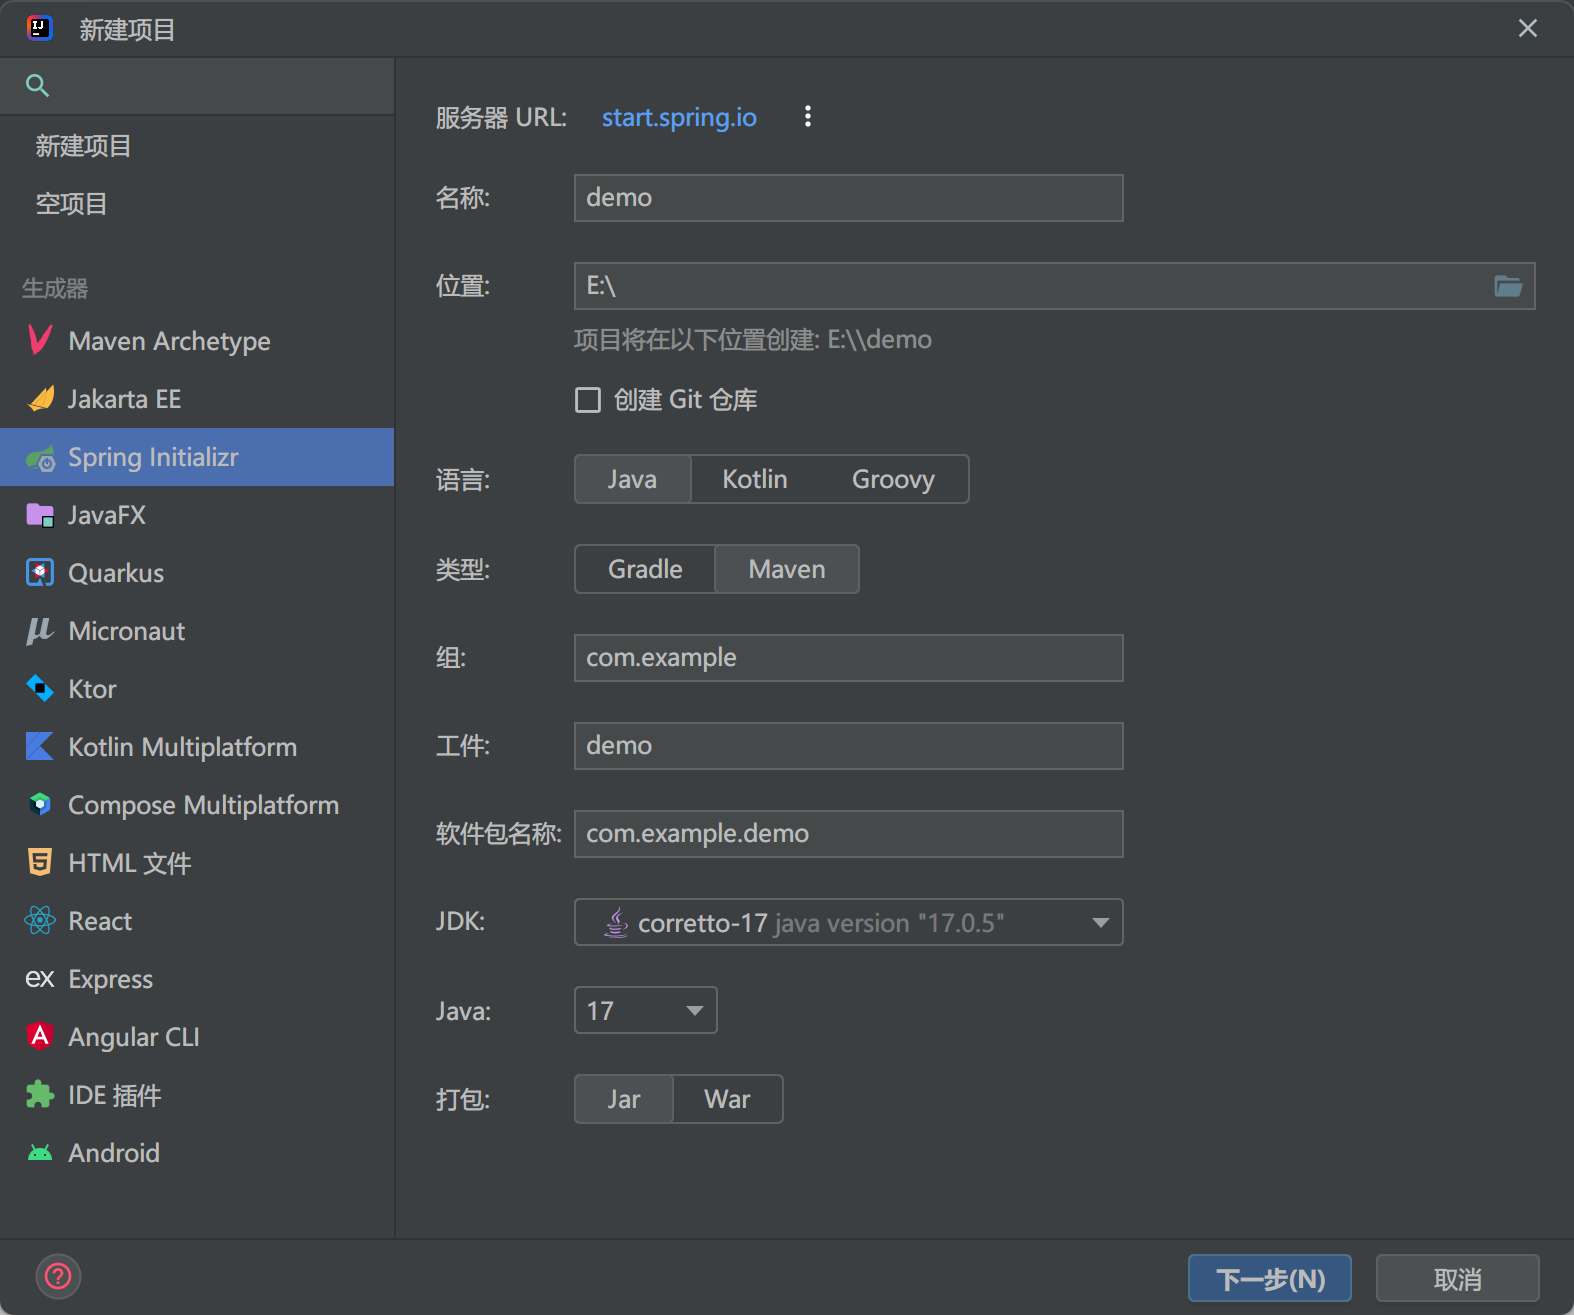 新建项目
新建项目
空项目
生成器
Maven Archetype
Jakarta EE
Spring Initializr
JavaFX
Quarkus
Micronaut
Ktor
Kotlin Multiplatform
Compose Multiplatform
HTML 文件
React
ex Express
Angular CLI
IDE 插件
Android
服务器 URL: start.spring.io
名称: demo
位置: E:\
项目将在以下位置创建: E:\\demo
创建 Git 仓库
语言: Java Kotlin Groovy
类型: Gradle Maven
组: com.example
工件: demo
软件包名称: com.example.demo
JDK: corretto-17 java version "17.0.5"
Java: 17
打包: Jar War
? 下一步(N) 取消